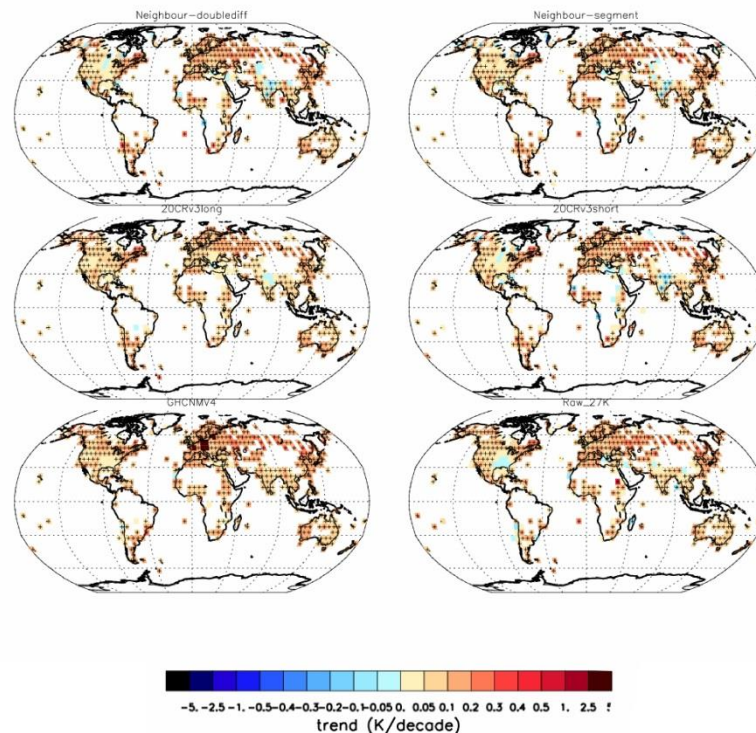 Neighbour-doublediff Neighbour-segment
20CRv3long 20CRv3short
GHCNMV4 Raw_27K
-5. -2.5 -1. -0.5 -0.4 -0.3 -0.2 -0.1 -0.05 0. 0.05 0.1 0.2 0.3 0.4 0.5 1. 2.5
trend (K/decade)